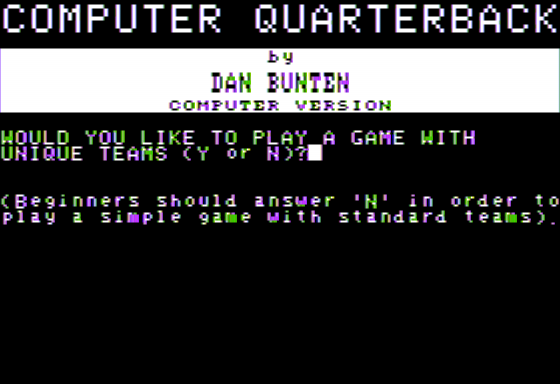 COMPUTER QUARTERBACK
by
DAN BUNTEN
COMPUTER VERSION
WOULD YOU LIKE TO PLAY A GAME WITH
UNIQUE TEAMS (Y or N)?
(Beginners should answer 'N' in order to
play a simple game with standard teams).